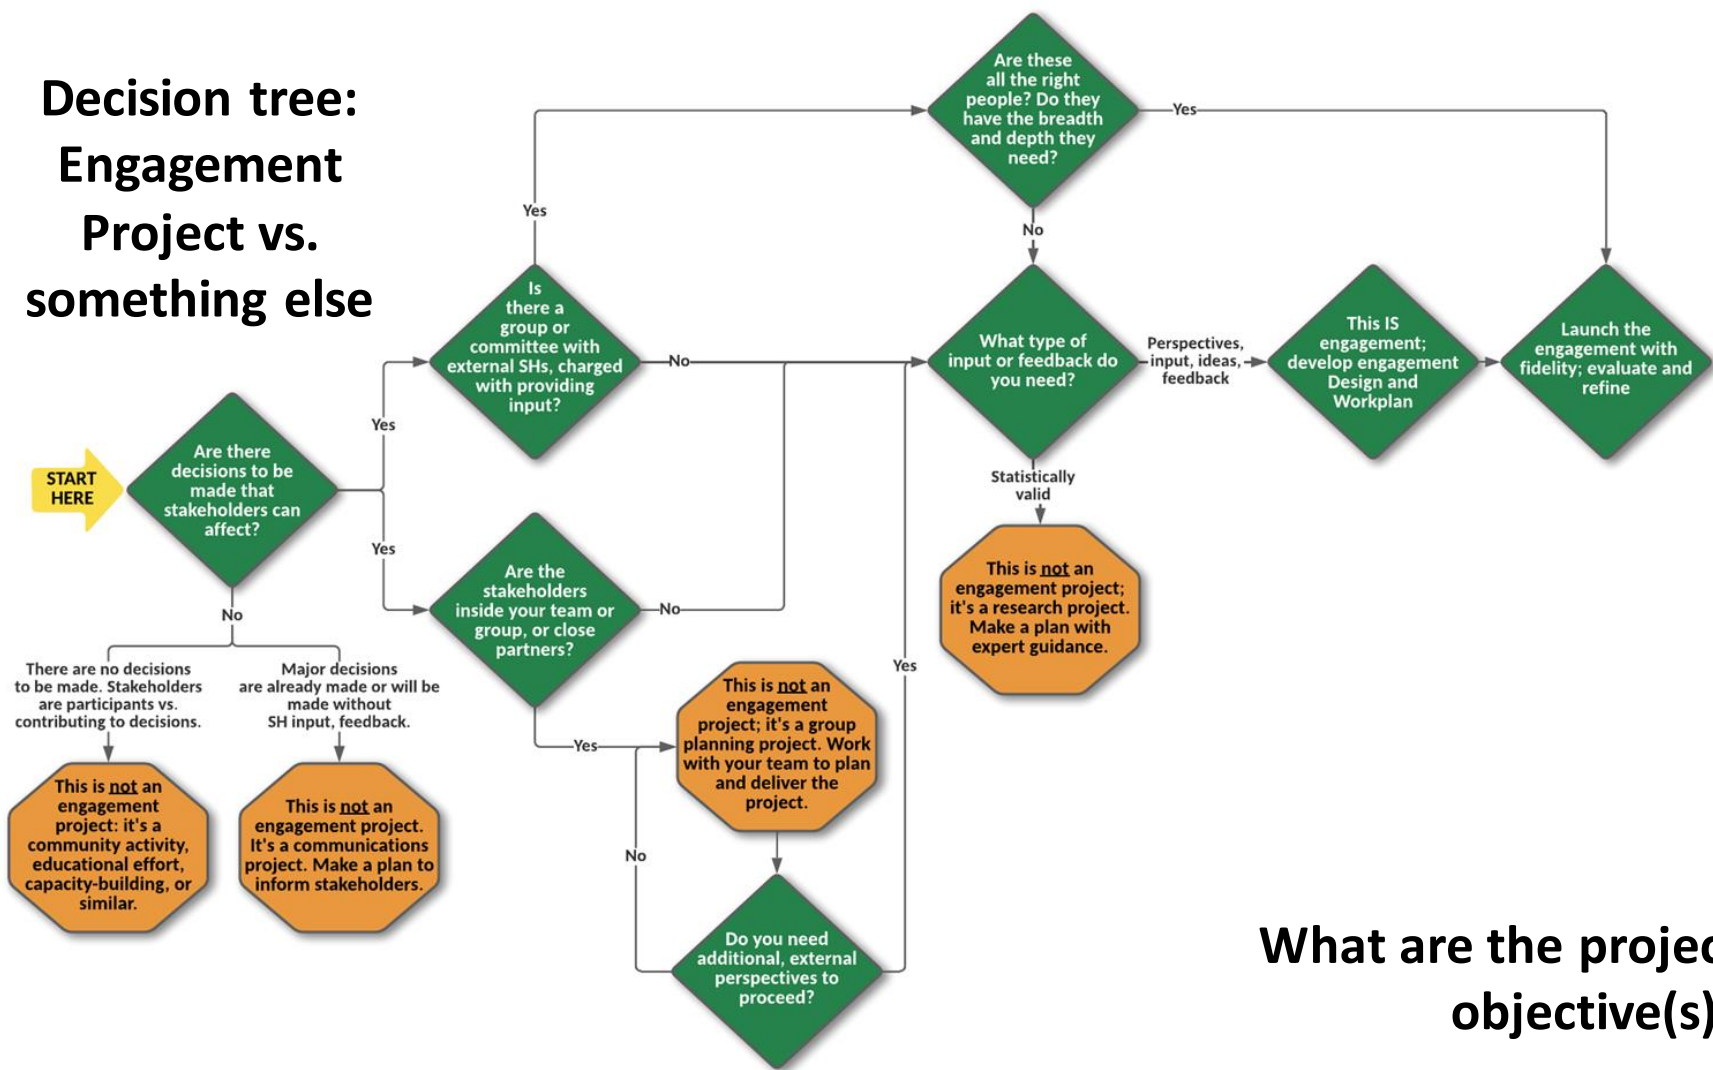 Decision tree:
Engagement
Project vs.
something else
START
HERE
Are there
decisions to be
made that
stakeholders can
affect?
Yes
Yes
No
There are no decisions
to be made. Stakeholders
are participants vs.
contributing to decisions.
Major decisions
are already made or will be
made without
SH input, feedback.
This is not an
engagement
project: it's a
community activity,
educational effort,
capacity-building, or
similar.
This is not an
engagement project.
It's a communications
project. Make a plan to
inform stakeholders.
Is
there a
group or
committee with
external SHs, charged
with providing
input?
Yes
No
Are the
stakeholders
inside your team or
group, or close
partners?
No
Yes
This is not an
engagement
project; it's a group
planning project. Work
with your team to plan
and deliver the
project.
No
Do you need
additional, external
perspectives to
proceed?
Yes
Are these
all the right
people? Do they
have the breadth
and depth they
need?
Yes
No
What type of
input or feedback do
you need?
Perspectives,
input, ideas,
feedback
Statistically
valid
This is not an
engagement project;
it's a research project.
Make a plan with
expert guidance.
This IS
engagement;
develop engagement
Design and
Workplan
Launch the
engagement with
fidelity; evaluate and
refine
What are the projec
objective(s)